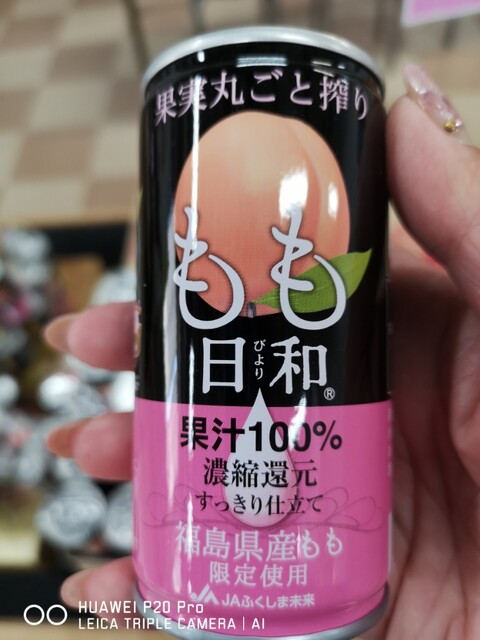 果実丸ごと搾り
もも
日和
びより
®
果汁100%
濃縮還元
すっきり仕立て
福島県産もも
限定使用
JAふくしま未来
HUAWEI P20 Pro
LEICA TRIPLE CAMERA | AI